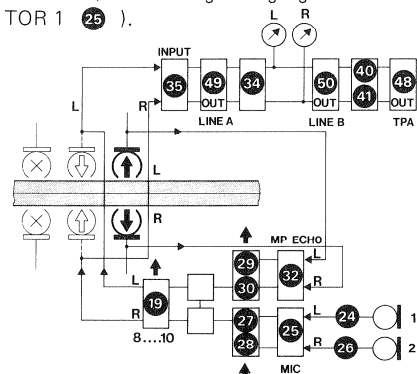 TOR 1 25 ).
L R
INPUT
35 49 34 50 40 48
OUT OUT 41 OUT
LINE A LINE B TPA
L R
L
R
MP ECHO
29 L
30 32 R
L 19
R 27 25 L 24 1
28 R 26 2
8....10
MIC